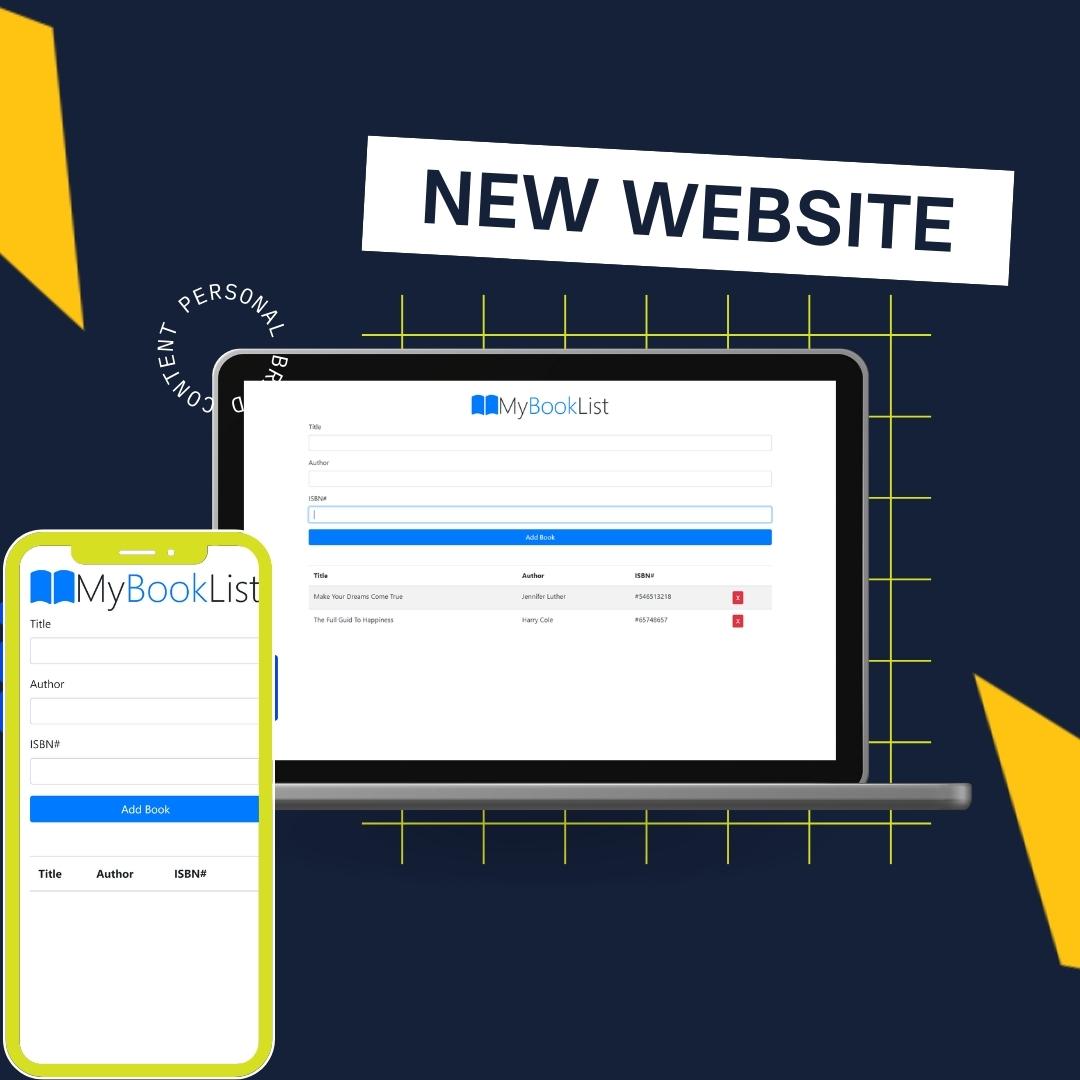 NEW WEBSITE
PERSONAL
CONTENT
MyBookList
Title
Author
ISBN#
Add Book
Title Author ISBN#
Make Your Dreams Come True Jennifer Luther #546513218 X
The Full Guid To Happiness Harry Cole #65748657 X
MyBookList
Title
Author
ISBN#
Add Book
Title Author ISBN#